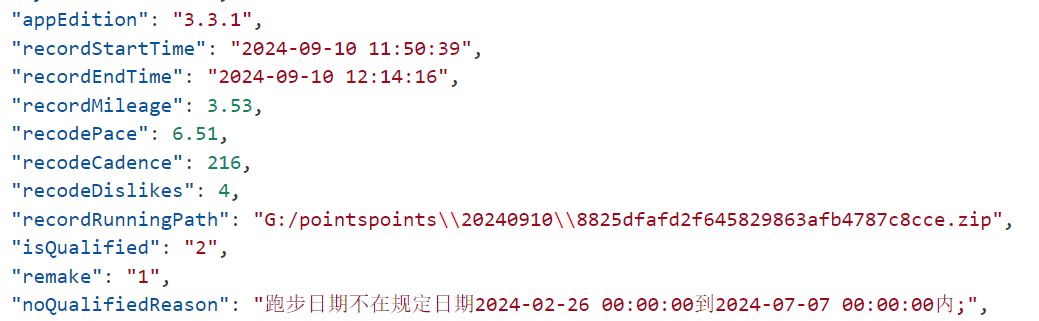 "appEdition": "3.3.1",
"recordStartTime": "2024-09-10 11:50:39",
"recordEndTime": "2024-09-10 12:14:16",
"recordMileage": 3.53,
"recodePace": 6.51,
"recodeCadence": 216,
"recodeDislikes": 4,
"recordRunningPath": "G:/pointspoints\\20240910\\8825dfafd2f645829863afb4787c8cce.zip",
"isQualified": "2",
"remake": "1",
"noQualifiedReason": "跑步日期不在规定日期2024-02-26 00:00:00到2024-07-07 00:00:00内;",